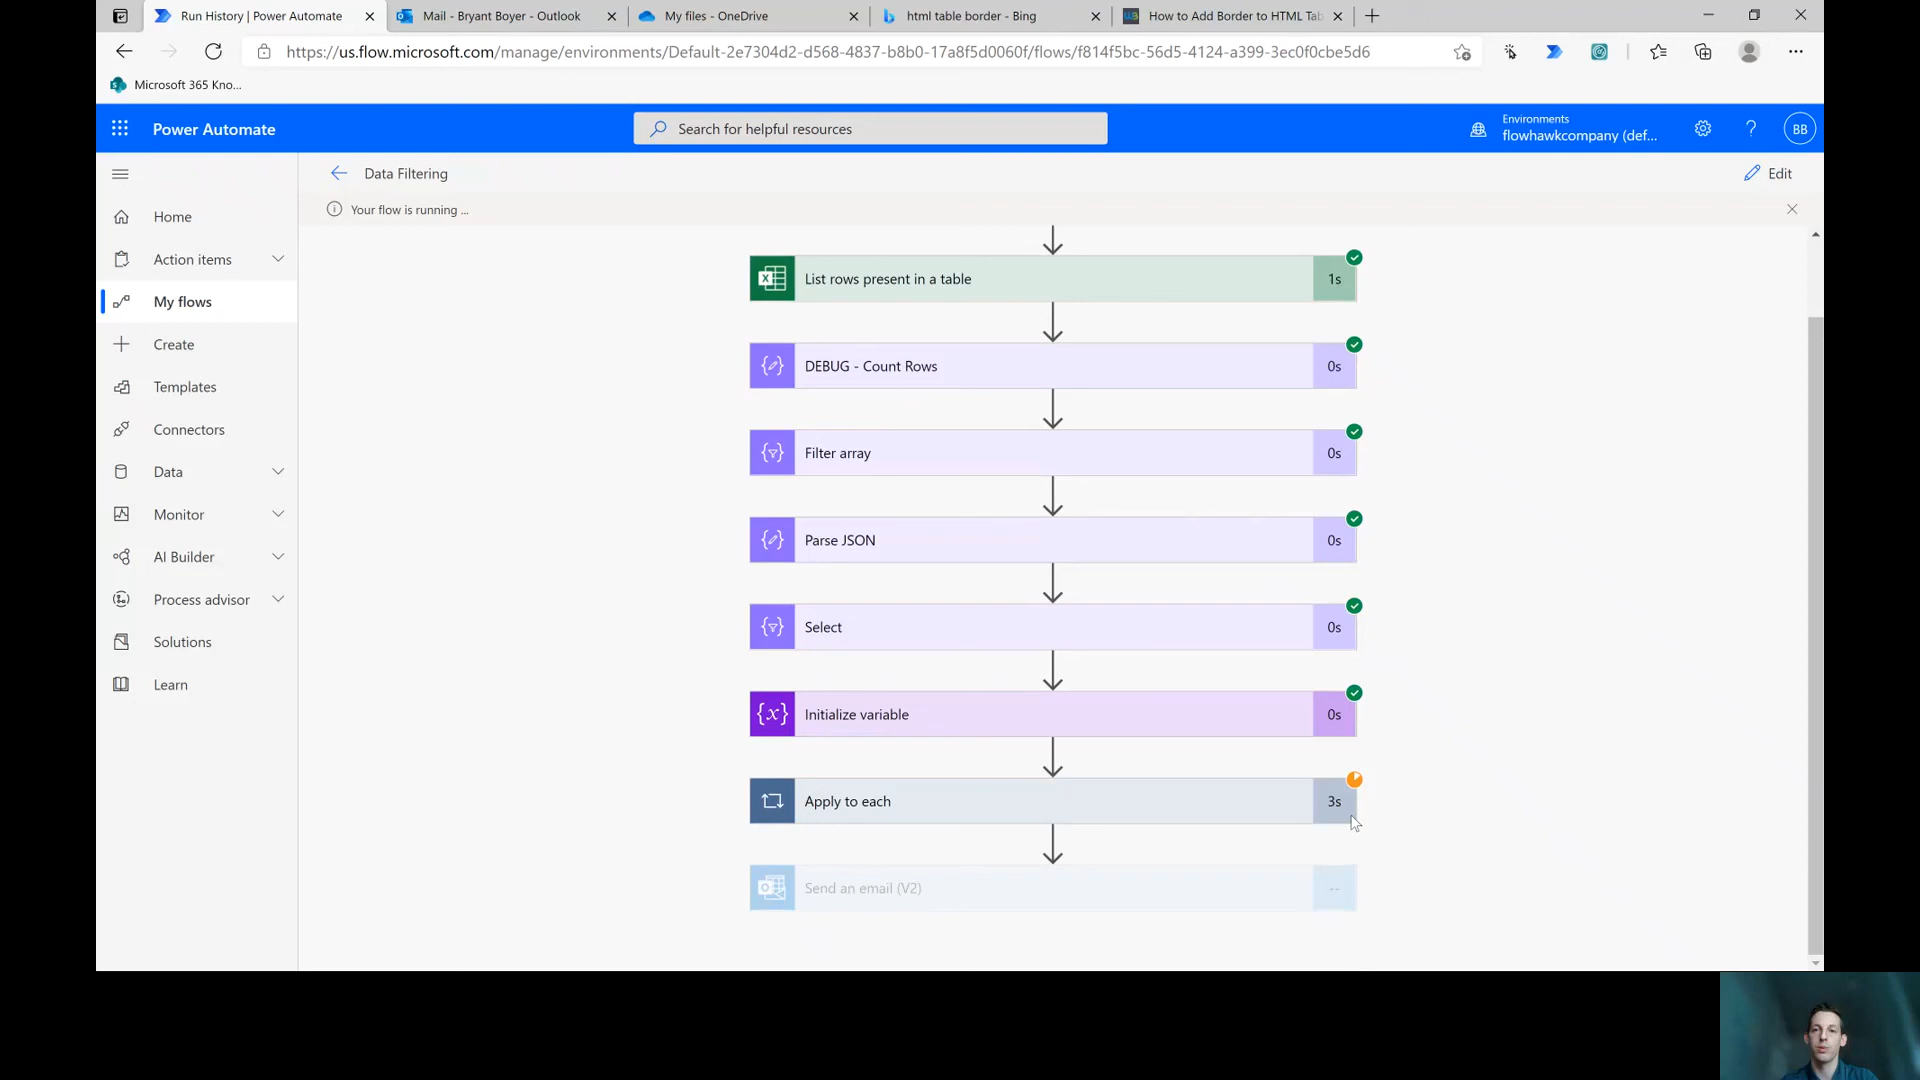 Run History | Power Automate
Mail - Bryant Boyer - Outlook
My files - OneDrive
html table border - Bing
How to Add Border to HTML Tab
https://us.flow.microsoft.com/manage/environments/Default-2e7304d2-d568-4837-b8b0-17a8f5d0060f/flows/f814f5bc-56d5-4124-a399-3ec0f0cbe5d6
Microsoft 365 Kno...
Power Automate
Search for helpful resources
Environments
flowhawkcompany (def...
?
BB
Data Filtering
Edit
Your flow is running ...
Home
Action items
My flows
Create
Templates
Connectors
Data
Monitor
AI Builder
Process advisor
Solutions
Learn
List rows present in a table 1s
DEBUG - Count Rows 0s
Filter array 0s
Parse JSON 0s
Select 0s
{x} Initialize variable 0s
Apply to each 3s
Send an email (V2) --